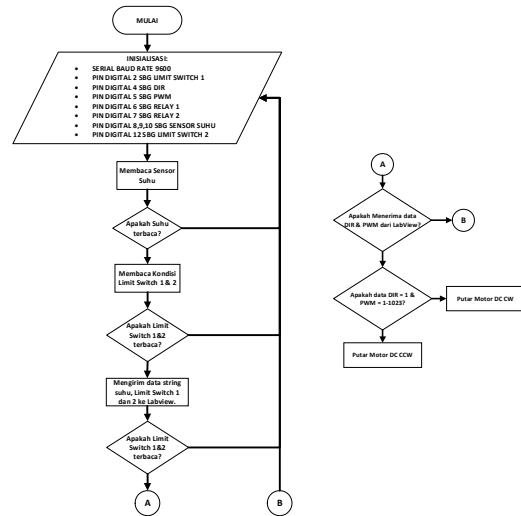 MULAI
INISIALISASI:
• SERIAL BAUD RATE 9600
• PIN DIGITAL 2 SBG LIMIT SWITCH 1
• PIN DIGITAL 4 SBG DIR
• PIN DIGITAL 5 SBG PWM
• PIN DIGITAL 6 SBG RELAY 1
• PIN DIGITAL 7 SBG RELAY 2
• PIN DIGITAL 8,9,10 SBG SENSOR SUHU
• PIN DIGITAL 12 SBG LIMIT SWITCH 2
Membaca Sensor
Suhu
Apakah Suhu
terbaca?
Membaca Kondisi
Limit Switch 1 & 2
Apakah Limit
Switch 1&2
terbaca?
Mengirim data string
suhu, Limit Switch 1
dan 2 ke Labview.
Apakah Limit
Switch 1&2
terbaca?
A
B
A
Apakah Menerima data
DIR & PWM dari LabView?
B
Apakah data DIR = 1 &
PWM = 1-1023?
Putar Motor DC CW
Putar Motor DC CCW